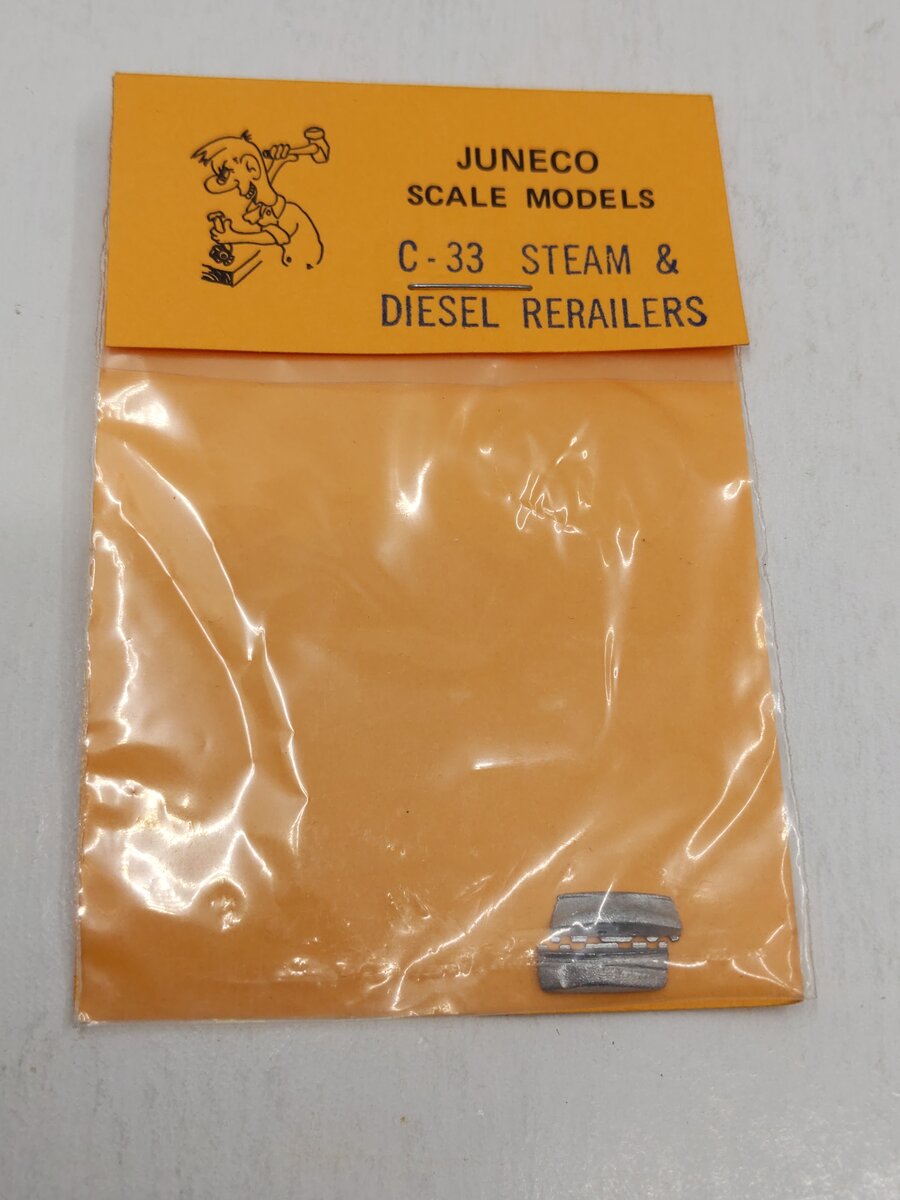 JUNECO
SCALE MODELS
C-33 STEAM &
DIESEL RERAILERS